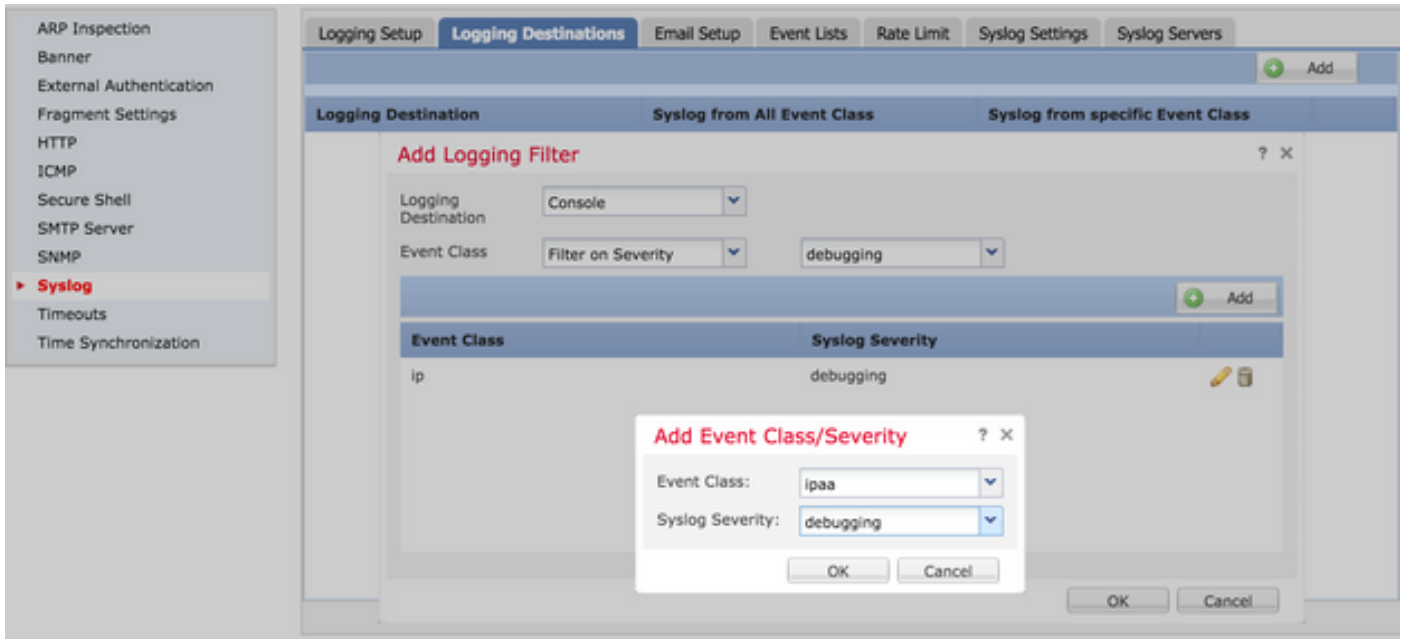 ARP Inspection
Banner
External Authentication
Fragment Settings
HTTP
ICMP
Secure Shell
SMTP Server
SNMP
Syslog
Timeouts
Time Synchronization
Logging Setup Logging Destinations Email Setup Event Lists Rate Limit Syslog Settings Syslog Servers
Add
Logging Destination Syslog from All Event Class Syslog from specific Event Class
Add Logging Filter ?
Logging Destination Console
Event Class Filter on Severity debugging
Add
Event Class Syslog Severity
ip debugging
Add Event Class/Severity ?
Event Class: ipaa
Syslog Severity: debugging
OK Cancel
OK Cancel